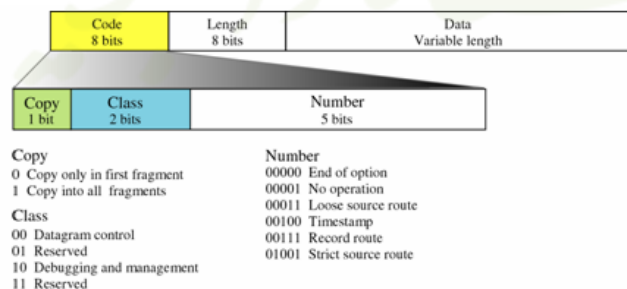 Code Length Data
8 bits 8 bits Variable length
Copy Class Number
1 bit 2 bits 5 bits
Copy
0 Copy only in first fragment
1 Copy into all fragments
Class
00 Datagram control
01 Reserved
10 Debugging and management
11 Reserved
Number
00000 End of option
00001 No operation
00011 Loose source route
00100 Timestamp
00111 Record route
01001 Strict source route